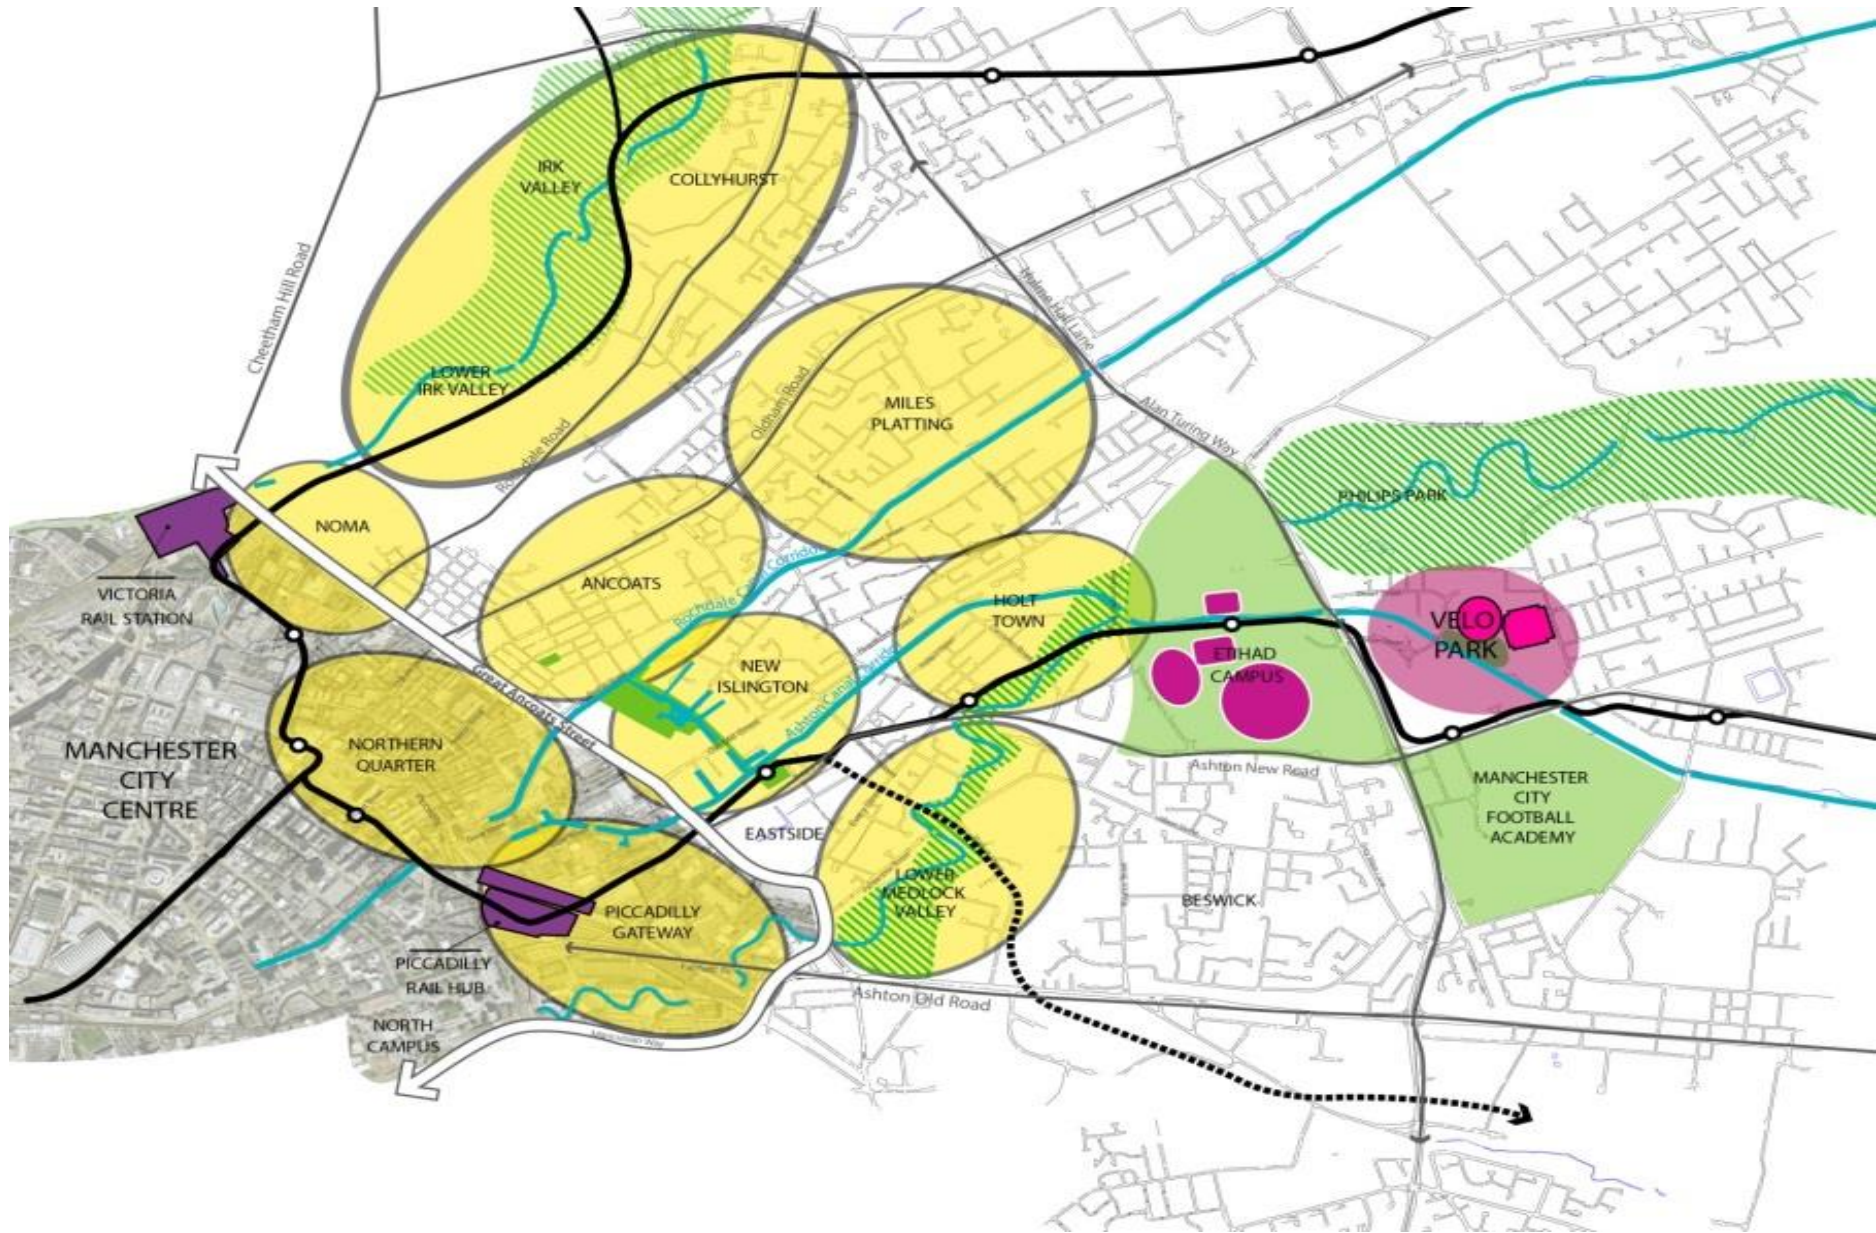 IRK
VALLEY
COLLYHURST
Cheetham Hill Road
LOWER
IRK VALLEY
Rochdale Road
Oldham Road
Hulme Hall Lane
MILES
PLATTING
Alan Turing Way
PHILIPS PARK
NOMA
VICTORIA
RAIL STATION
ANCOATS
Rochdale Canal Corridor
HOLT
TOWN
VELO
PARK
ETIHAD
CAMPUS
NEW
ISLINGTON
Ashton Canal Corridor
Great Ancoats Street
NORTHERN
QUARTER
MANCHESTER
CITY
CENTRE
Ashton New Road
MANCHESTER
CITY
FOOTBALL
ACADEMY
EASTSIDE
LOWER
MEDLOCK
VALLEY
BESWICK
PICCADILLY
GATEWAY
PICCADILLY
RAIL HUB
Ashton Old Road
NORTH
CAMPUS
Mancunian Way